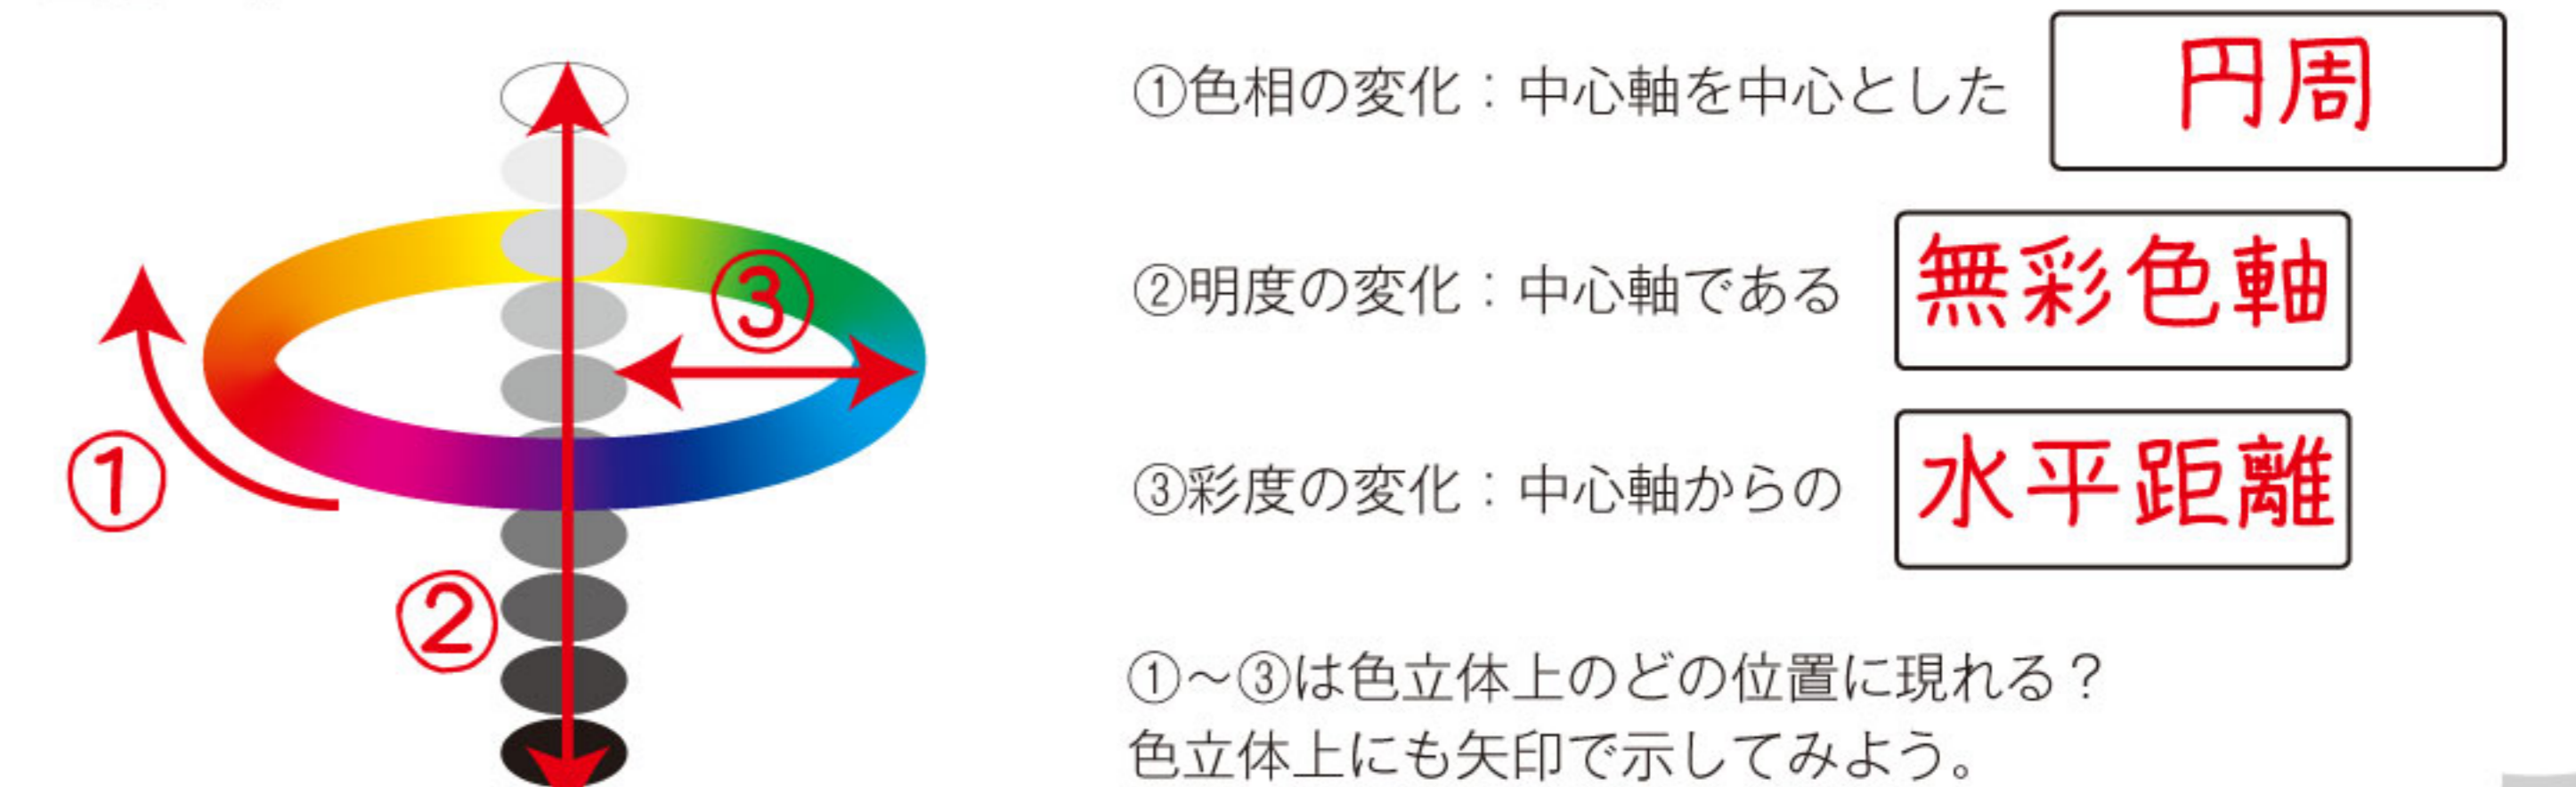 ①色相の変化：中心軸を中心とした 円周
②明度の変化：中心軸である 無彩色軸
③彩度の変化：中心軸からの 水平距離
①～③は色立体上のどの位置に現れる？
色立体上にも矢印で示してみよう。
③
①
②